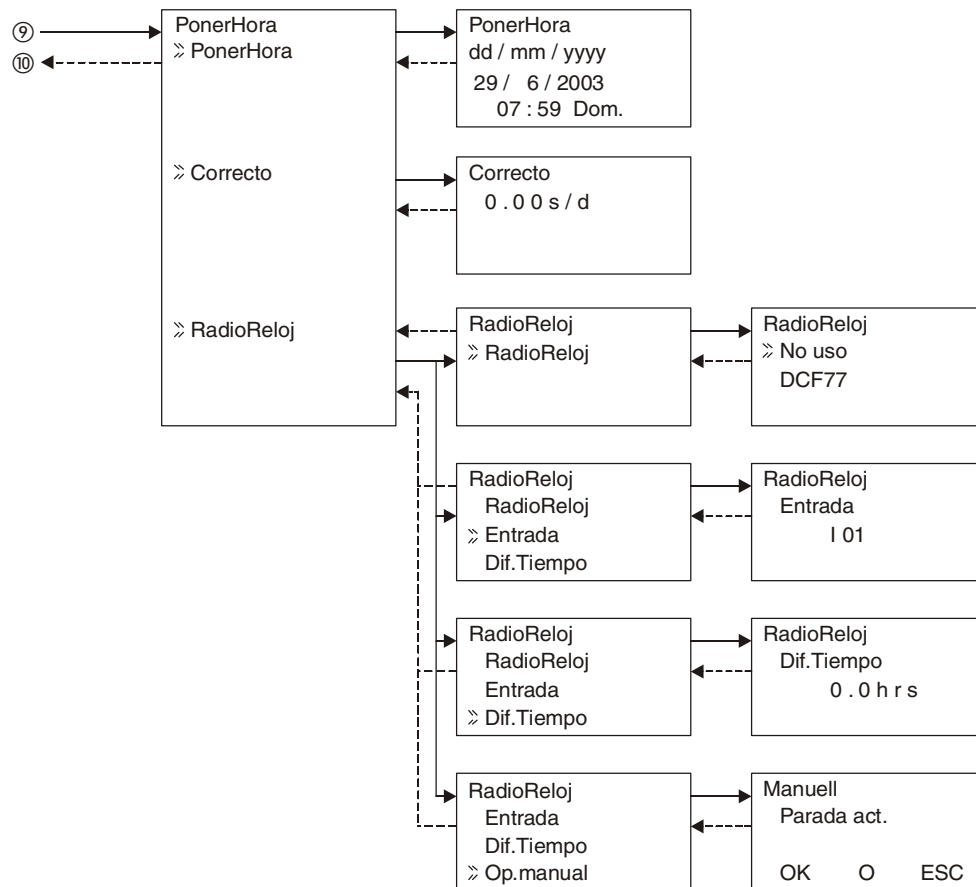 ⑨
⑩
PonerHora
» PonerHora
» Correcto
» RadioReloj
PonerHora
dd / mm / yyyy
29 / 6 / 2003
07 : 59 Dom.
Correcto
0 . 0 0 s / d
RadioReloj
» RadioReloj
RadioReloj
» No uso
DCF77
RadioReloj
RadioReloj
» Entrada
Dif.Tiempo
RadioReloj
Entrada
I 01
RadioReloj
RadioReloj
Entrada
» Dif.Tiempo
RadioReloj
Dif.Tiempo
0 . 0 h r s
RadioReloj
Entrada
Dif.Tiempo
» Op.manual
Manuell
Parada act.
OK O ESC